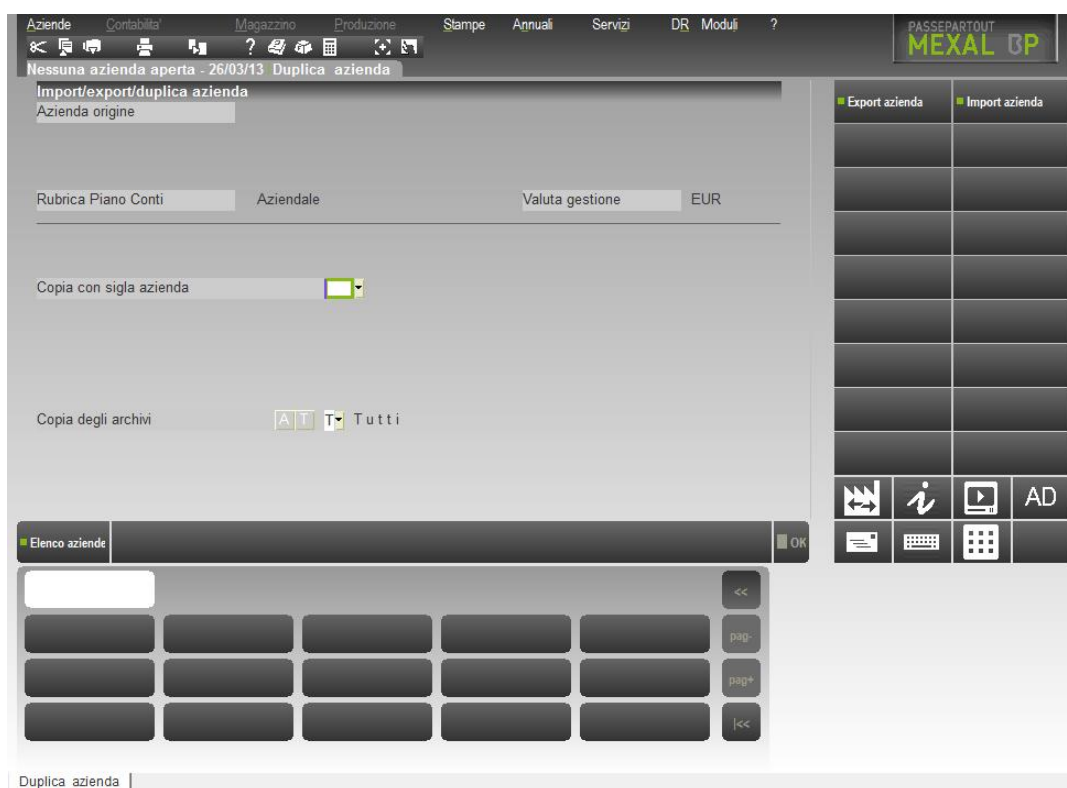 Aziende Contabilita' Magazzino Produzione Stampe Annuali Servizi DR Moduli ?
PASSEPARTOUT
MEXAL BP
Nessuna azienda aperta - 26/03/13 Duplica azienda
Import/export/duplica azienda
Azienda origine
Export azienda Import azienda
Rubrica Piano Conti Aziendale Valuta gestione EUR
Copia con sigla azienda
Copia degli archivi A T T Tutti
AD
Elenco aziende OK
<<
pag-
pag+
|<<
Duplica azienda